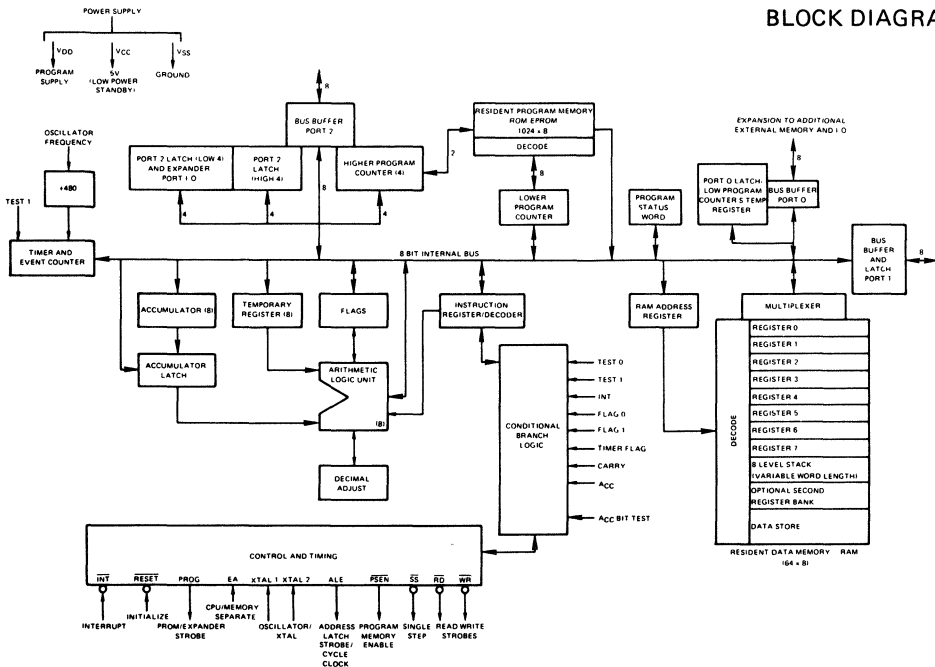 BLOCK DIAGRA
POWER SUPPLY
VDD
VCC
VSS
PROGRAM
SUPPLY
5V
(LOW POWER
STANDBY)
GROUND
OSCILLATOR
FREQUENCY
÷480
TEST 1
TIMER AND
EVENT COUNTER
8
BUS BUFFER
PORT 2
PORT 2 LATCH (LOW 4)
AND EXPANDER
PORT I O
PORT 2
LATCH
(HIGH 4)
HIGHER PROGRAM
COUNTER (4)
4
4
8
4
2
RESIDENT PROGRAM MEMORY
ROM EPROM
1024 x 8
DECODE
8
LOWER
PROGRAM
COUNTER
PROGRAM
STATUS
WORD
EXPANSION TO ADDITIONAL
EXTERNAL MEMORY AND I O
8
PORT O LATCH
LOW PROGRAM
COUNTER S TEMP
REGISTER
BUS BUFFER
PORT 0
BUS
BUFFER
AND
LATCH
PORT 1
8
8 BIT INTERNAL BUS
ACCUMULATOR (8)
TEMPORARY
REGISTER (8)
FLAGS
INSTRUCTION
REGISTER/DECODER
RAM ADDRESS
REGISTER
MULTIPLEXER
ACCUMULATOR
LATCH
ARITHMETIC
LOGIC UNIT
(8)
DECIMAL
ADJUST
CONDITIONAL
BRANCH
LOGIC
TEST 0
TEST 1
INT
FLAG 0
FLAG 1
TIMER FLAG
CARRY
ACC
ACC BIT TEST
DECODE
REGISTER 0
REGISTER 1
REGISTER 2
REGISTER 3
REGISTER 4
REGISTER 5
REGISTER 6
REGISTER 7
8 LEVEL STACK
(VARIABLE WORD LENGTH)
OPTIONAL SECOND
REGISTER BANK
DATA STORE
RESIDENT DATA MEMORY RAM
(64 x 8)
CONTROL AND TIMING
INT RESET PROG EA XTAL 1 XTAL 2 ALE PSEN SS RD WR
INTERRUPT
INITIALIZE
PROM/EXPANDER
STROBE
CPU/MEMORY
SEPARATE
OSCILLATOR/
XTAL
ADDRESS
LATCH
STROBE/
CYCLE
CLOCK
PROGRAM
MEMORY
ENABLE
SINGLE
STEP
READ WRITE
STROBES